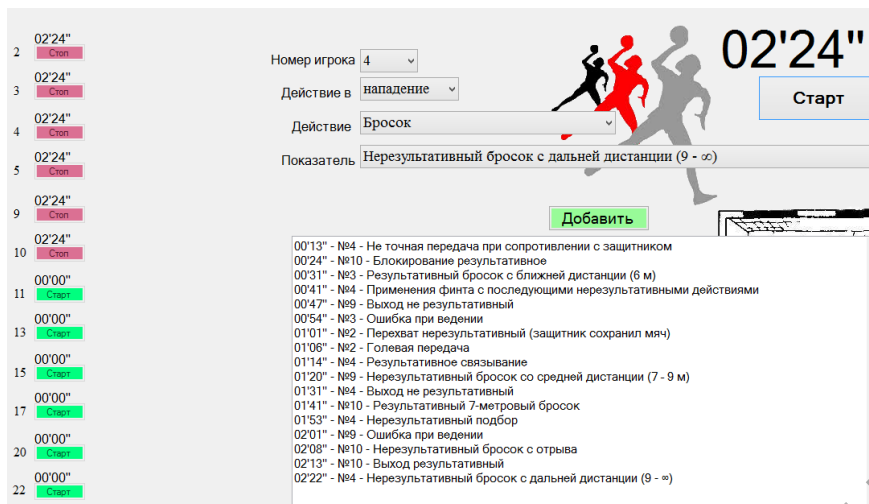 02'24"
2 Стоп
02'24"
3 Стоп
02'24"
4 Стоп
02'24"
5 Стоп
02'24"
9 Стоп
02'24"
10 Стоп
00'00"
11 Старт
00'00"
13 Старт
00'00"
15 Старт
00'00"
17 Старт
00'00"
20 Старт
00'00"
22 Старт
Номер игрока 4
Действие в нападение
Действие Бросок
Показатель Нерезультативный бросок с дальней дистанции (9 - ∞)
02'24"
Старт
Добавить
00'13" - №4 - Не точная передача при сопротивлении с защитником
00'24" - №10 - Блокирование результативное
00'31" - №3 - Результативный бросок с ближней дистанции (6 м)
00'41" - №4 - Применения финта с последующими нерезультативными действиями
00'47" - №9 - Выход не результативный
00'54" - №3 - Ошибка при ведении
01'01" - №2 - Перехват нерезультативный (защитник сохранил мяч)
01'06" - №2 - Голевая передача
01'14" - №4 - Результативное связывание
01'20" - №9 - Нерезультативный бросок со средней дистанции (7 - 9 м)
01'31" - №4 - Выход не результативный
01'41" - №10 - Результативный 7-метровый бросок
01'53" - №4 - Нерезультативный подбор
02'01" - №9 - Ошибка при ведении
02'08" - №10 - Нерезультативный бросок с отрыва
02'13" - №10 - Выход результативный
02'22" - №4 - Нерезультативный бросок с дальней дистанции (9 - ∞)